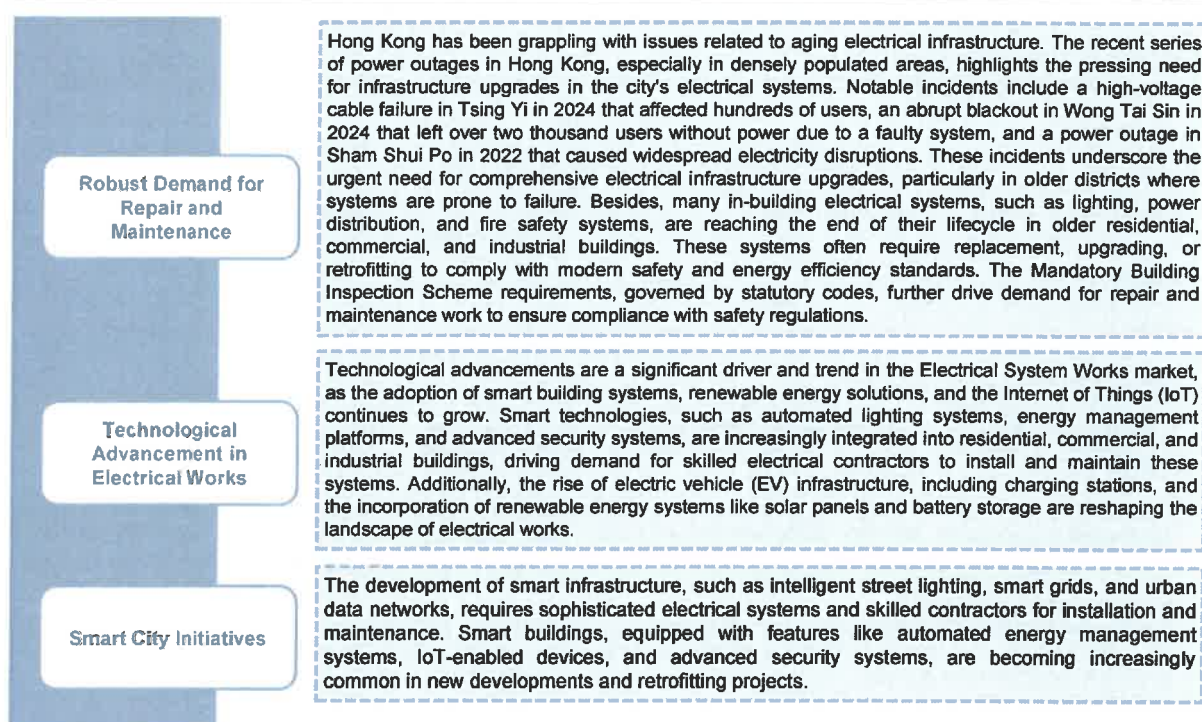 Hong Kong has been grappling with issues related to aging electrical infrastructure. The recent series
of power outages in Hong Kong, especially in densely populated areas, highlights the pressing need
for infrastructure upgrades in the city's electrical systems. Notable incidents include a high-voltage
cable failure in Tsing Yi in 2024 that affected hundreds of users, an abrupt blackout in Wong Tai Sin in
2024 that left over two thousand users without power due to a faulty system, and a power outage in
Sham Shui Po in 2022 that caused widespread electricity disruptions. These incidents underscore the
urgent need for comprehensive electrical infrastructure upgrades, particularly in older districts where
systems are prone to failure. Besides, many in-building electrical systems, such as lighting, power
distribution, and fire safety systems, are reaching the end of their lifecycle in older residential,
commercial, and industrial buildings. These systems often require replacement, upgrading, or
retrofitting to comply with modern safety and energy efficiency standards. The Mandatory Building
Inspection Scheme requirements, governed by statutory codes, further drive demand for repair and
maintenance work to ensure compliance with safety regulations.
Robust Demand for
Repair and
Maintenance
Technological advancements are a significant driver and trend in the Electrical System Works market,
as the adoption of smart building systems, renewable energy solutions, and the Internet of Things (IoT)
continues to grow. Smart technologies, such as automated lighting systems, energy management
platforms, and advanced security systems, are increasingly integrated into residential, commercial, and
industrial buildings, driving demand for skilled electrical contractors to install and maintain these
systems. Additionally, the rise of electric vehicle (EV) infrastructure, including charging stations, and
the incorporation of renewable energy systems like solar panels and battery storage are reshaping the
landscape of electrical works.
Technological
Advancement in
Electrical Works
The development of smart infrastructure, such as intelligent street lighting, smart grids, and urban
data networks, requires sophisticated electrical systems and skilled contractors for installation and
maintenance. Smart buildings, equipped with features like automated energy management
systems, IoT-enabled devices, and advanced security systems, are becoming increasingly
common in new developments and retrofitting projects.
Smart City Initiatives